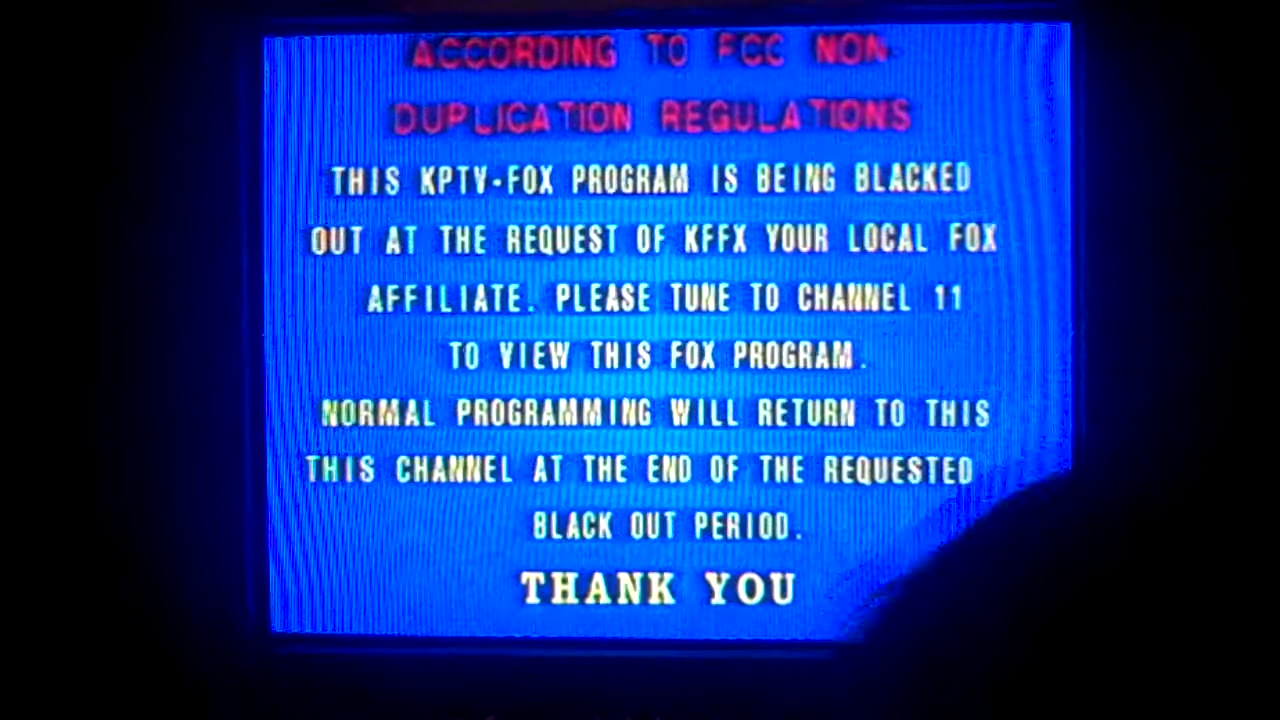 ACCORDING TO FCC NON-
DUPLICATION REGULATIONS
THIS KPTV-FOX PROGRAM IS BEING BLACKED
OUT AT THE REQUEST OF KFFX YOUR LOCAL FOX
AFFILIATE. PLEASE TUNE TO CHANNEL 11
TO VIEW THIS FOX PROGRAM.
NORMAL PROGRAMMING WILL RETURN TO THIS
THIS CHANNEL AT THE END OF THE REQUESTED
BLACK OUT PERIOD.
THANK YOU